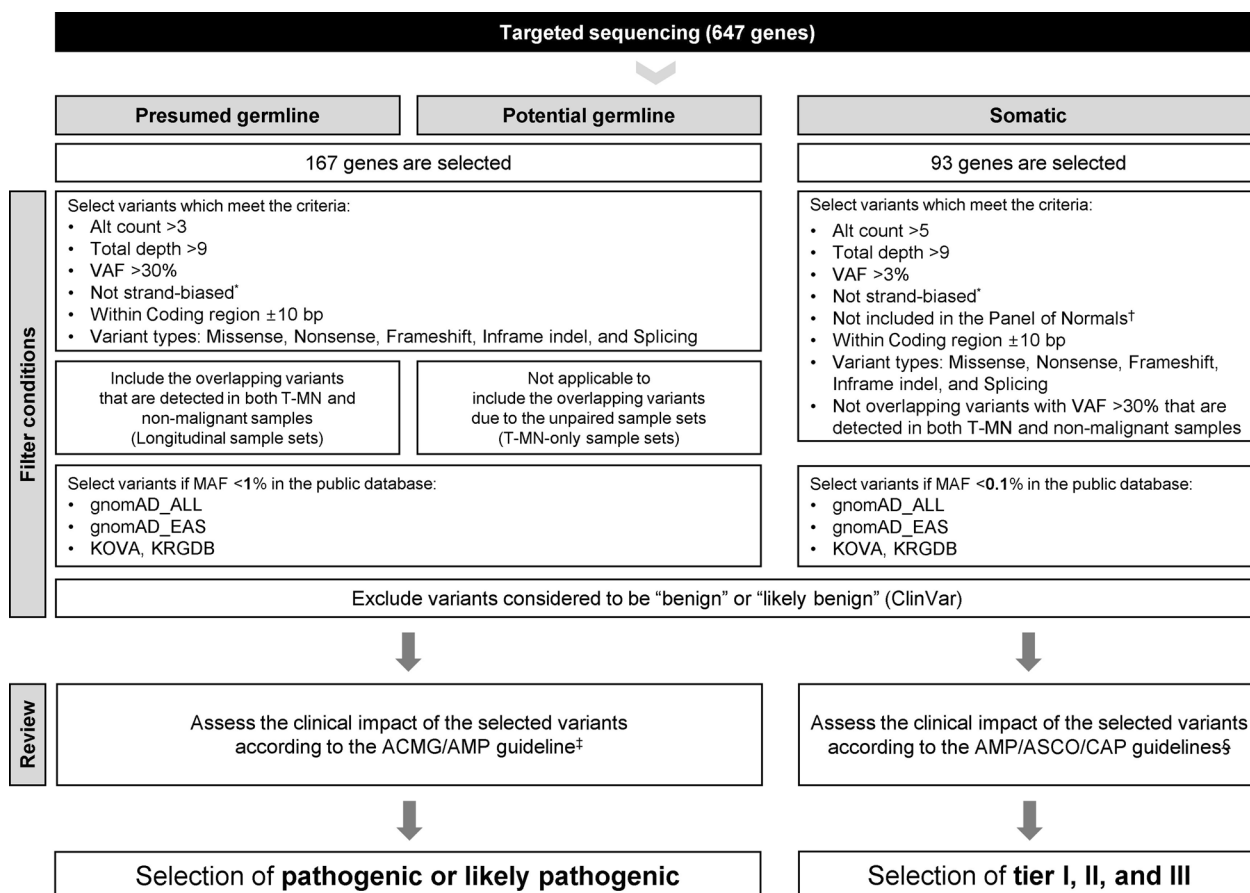 Targeted sequencing (647 genes)
Presumed germline
Potential germline
Somatic
167 genes are selected
93 genes are selected
Filter conditions
Select variants which meet the criteria:
• Alt count >3
• Total depth >9
• VAF >30%
• Not strand-biased*
• Within Coding region ±10 bp
• Variant types: Missense, Nonsense, Frameshift, Inframe indel, and Splicing
Select variants which meet the criteria:
• Alt count >5
• Total depth >9
• VAF >3%
• Not strand-biased*
• Not included in the Panel of Normals†
• Within Coding region ±10 bp
• Variant types: Missense, Nonsense, Frameshift,
Inframe indel, and Splicing
• Not overlapping variants with VAF >30% that are
detected in both T-MN and non-malignant samples
Include the overlapping variants
that are detected in both T-MN and
non-malignant samples
(Longitudinal sample sets)
Not applicable to
include the overlapping variants
due to the unpaired sample sets
(T-MN-only sample sets)
Select variants if MAF <1% in the public database:
• gnomAD_ALL
• gnomAD_EAS
• KOVA, KRGDB
Select variants if MAF <0.1% in the public database:
• gnomAD_ALL
• gnomAD_EAS
• KOVA, KRGDB
Exclude variants considered to be “benign” or “likely benign” (ClinVar)
Review
Assess the clinical impact of the selected variants
according to the ACMG/AMP guideline‡
Assess the clinical impact of the selected variants
according to the AMP/ASCO/CAP guidelines§
Selection of pathogenic or likely pathogenic
Selection of tier I, II, and III